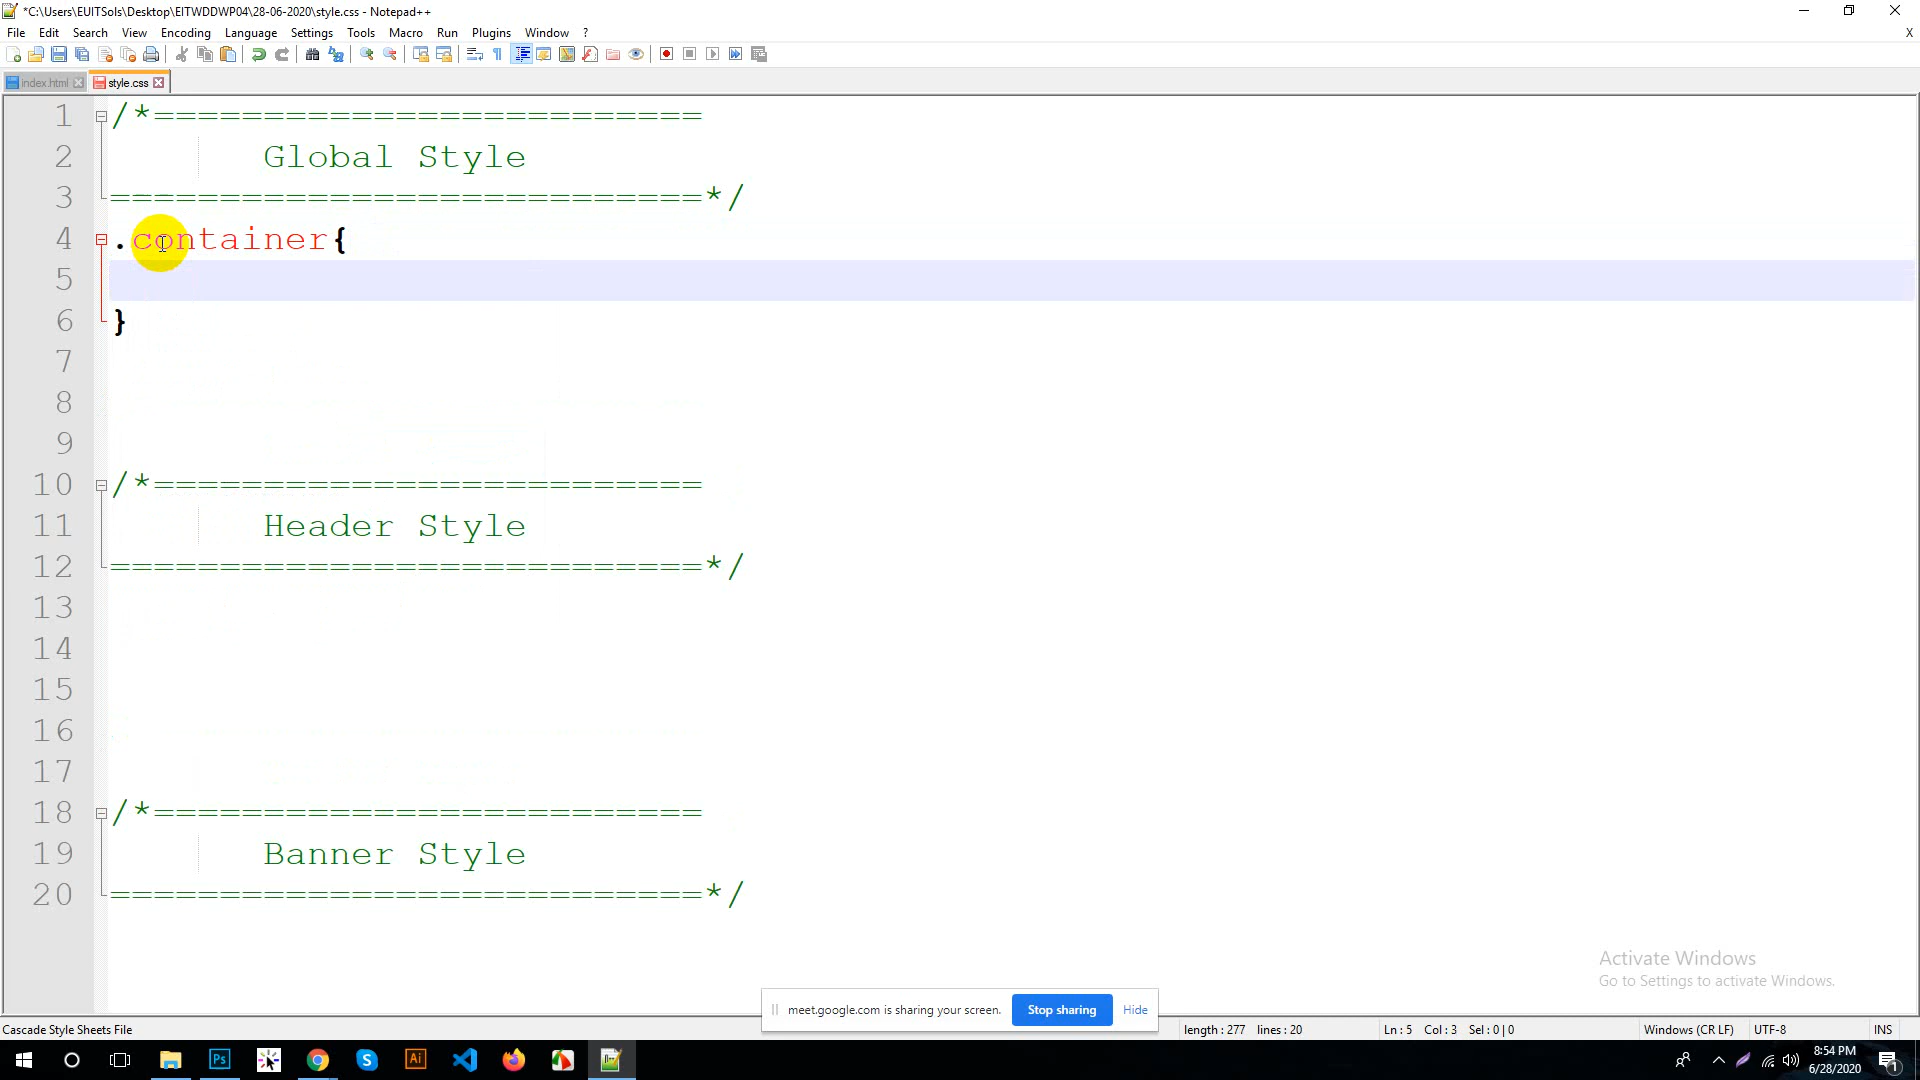 *C:\Users\EUITSols\Desktop\EITWDDWP04\28-06-2020\style.css - Notepad++
File Edit Search View Encoding Language Settings Tools Macro Run Plugins Window ? X
index.html style.css
1 /*=========================
2 Global Style
3 ===========================*/
4 .container{
5
6 }
7
8
9
10 /*=========================
11 Header Style
12 ===========================*/
13
14
15
16
17
18 /*=========================
19 Banner Style
20 ===========================*/
Activate Windows
Go to Settings to activate Windows.
meet.google.com is sharing your screen. Stop sharing Hide
Cascade Style Sheets File length : 277 lines : 20 Ln : 5 Col : 3 Sel : 0 | 0 Windows (CR LF) UTF-8 INS
Ps Ai 8:54 PM
6/28/2020 1